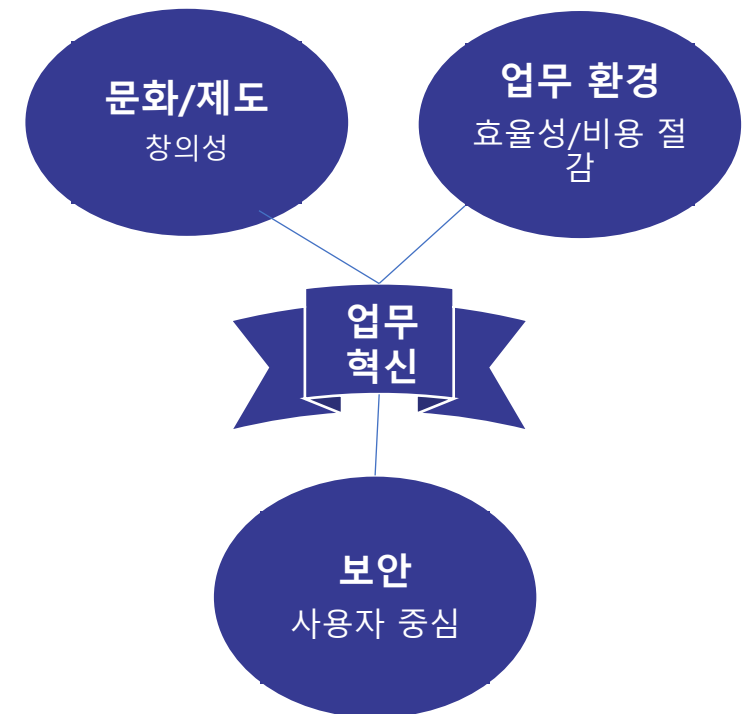 문화/제도
창의성
업무 환경
효율성/비용 절
감
업무
혁신
보안
사용자 중심